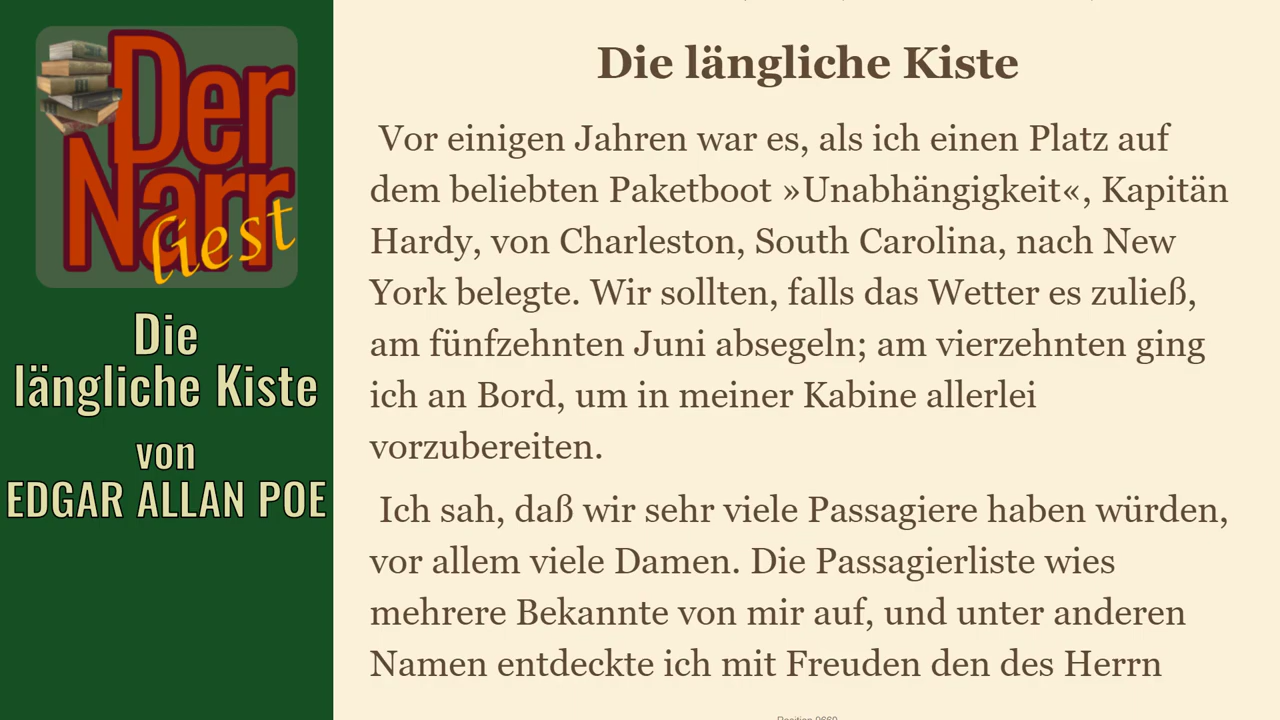 Der
Narr
liest
Die
längliche Kiste
von
EDGAR ALLAN POE
Die längliche Kiste
Vor einigen Jahren war es, als ich einen Platz auf
dem beliebten Paketboot »Unabhängigkeit«, Kapitän
Hardy, von Charleston, South Carolina, nach New
York belegte. Wir sollten, falls das Wetter es zuließ,
am fünfzehnten Juni absegeln; am vierzehnten ging
ich an Bord, um in meiner Kabine allerlei
vorzubereiten.
Ich sah, daß wir sehr viele Passagiere haben würden,
vor allem viele Damen. Die Passagierliste wies
mehrere Bekannte von mir auf, und unter anderen
Namen entdeckte ich mit Freuden den des Herrn